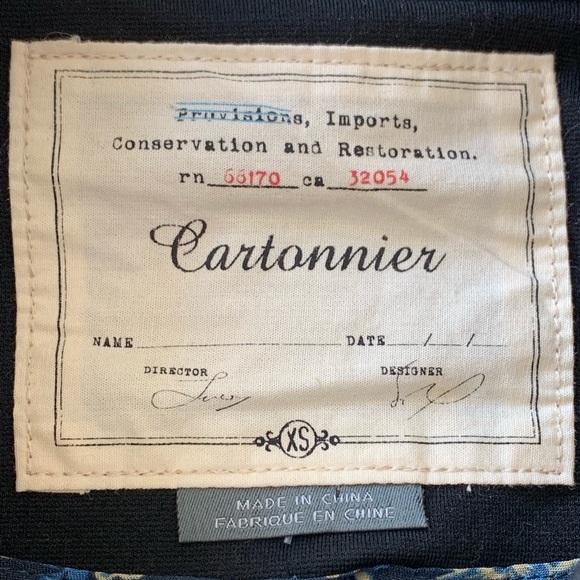 Provisions, Imports,
Conservation and Restoration.
rn 66170 ca 32054
Cartonnier
NAME DATE / /
DIRECTOR DESIGNER
XS
MADE IN CHINA
FABRIQUE EN CHINE